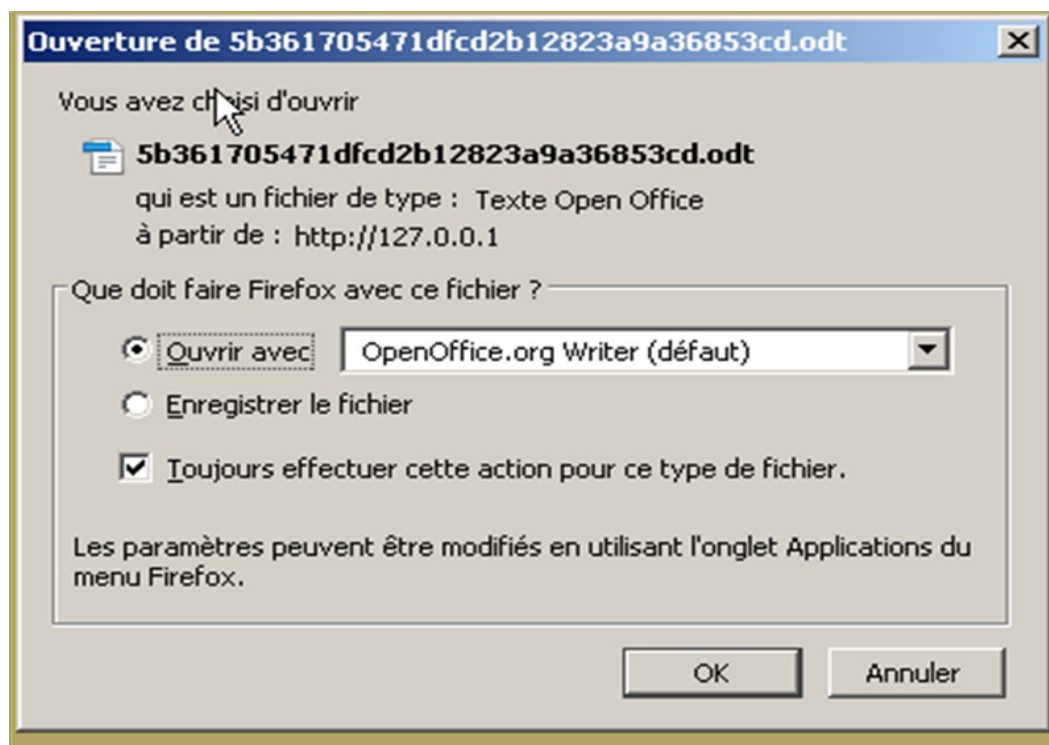 Ouverture de 5b361705471dfcd2b12823a9a36853cd.odt
Vous avez choisi d'ouvrir
5b361705471dfcd2b12823a9a36853cd.odt
qui est un fichier de type : Texte Open Office
à partir de : http://127.0.0.1
Que doit faire Firefox avec ce fichier ?
Ouvrir avec OpenOffice.org Writer (défaut)
Enregistrer le fichier
Toujours effectuer cette action pour ce type de fichier.
Les paramètres peuvent être modifiés en utilisant l'onglet Applications du
menu Firefox.
OK Annuler